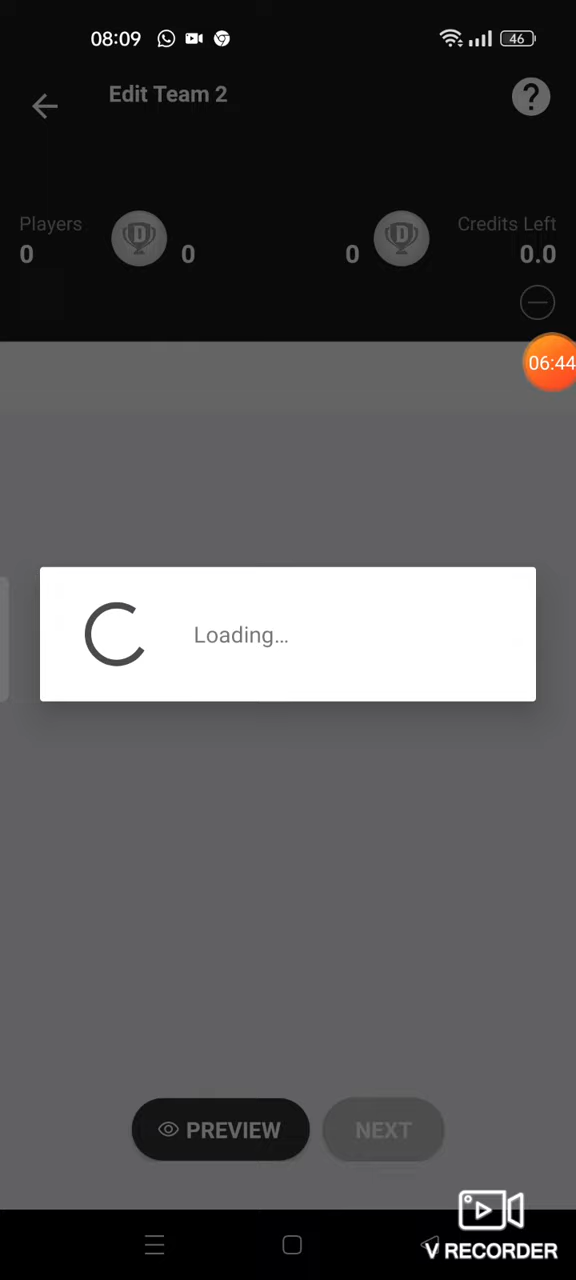 08:09
46
Edit Team 2
?
Players
Credits Left
0
D
0
0
D
0.0
06:44
Loading...
PREVIEW
NEXT
V RECORDER